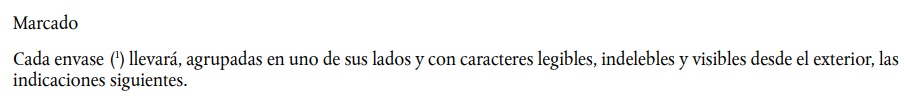 Marcado
Cada envase (¹) llevará, agrupadas en uno de sus lados y con caracteres legibles, indelebles y visibles desde el exterior, las
indicaciones siguientes.